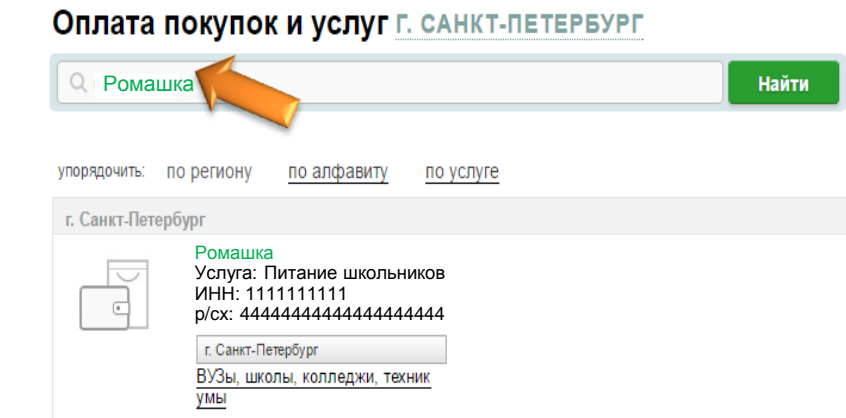 Оплата покупок и услуг г. САНКТ-ПЕТЕРБУРГ
Ромашка
Найти
упорядочить: по региону по алфавиту по услуге
г. Санкт-Петербург
Ромашка
Услуга: Питание школьников
ИНН: 1111111111
р/сх: 44444444444444444444
г. Санкт-Петербург
ВУЗы, школы, колледжи, техник
умы